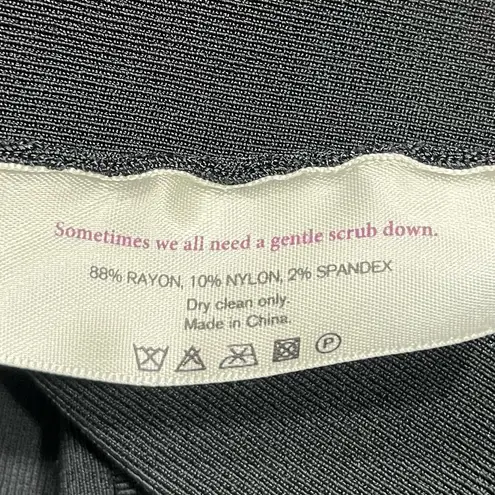 Sometimes we all need a gentle scrub down.
88% RAYON, 10% NYLON, 2% SPANDEX
Dry clean only.
Made in China.
P